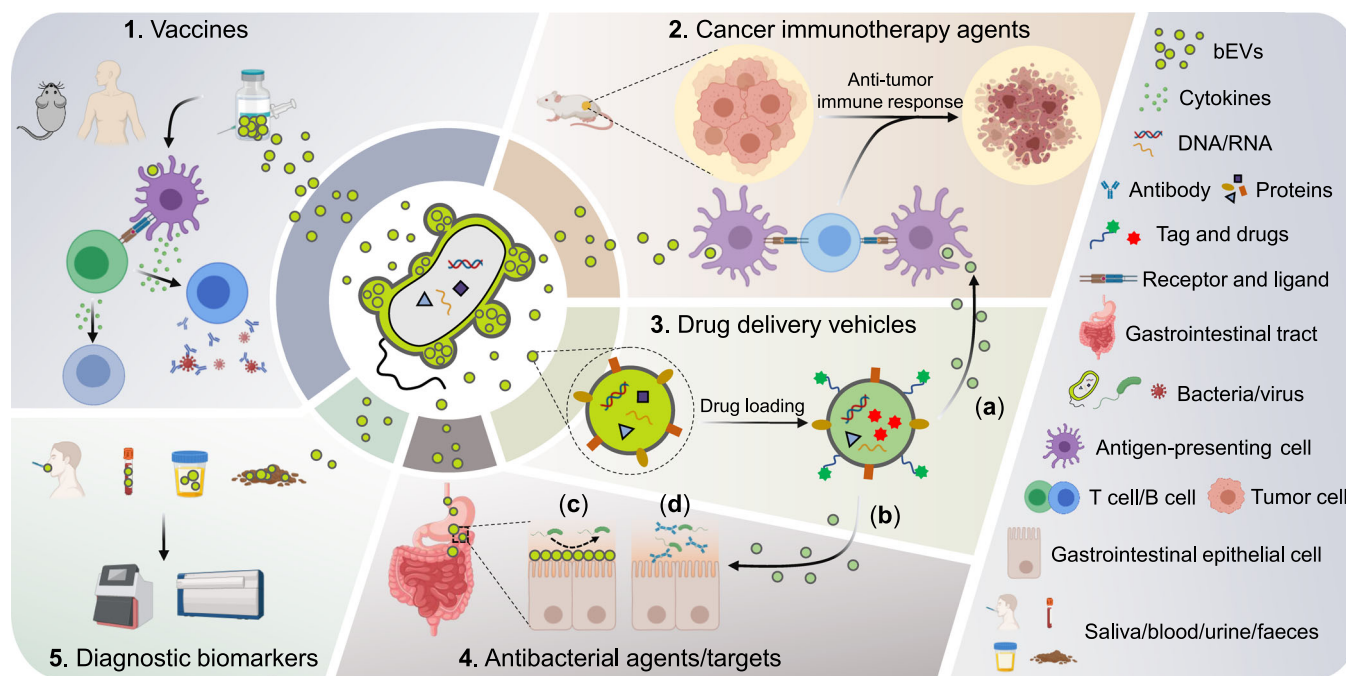 1. Vaccines
2. Cancer immunotherapy agents
Anti-tumor
immune response
3. Drug delivery vehicles
Drug loading
(a)
(b)
(c)
(d)
4. Antibacterial agents/targets
5. Diagnostic biomarkers
bEVs
Cytokines
DNA/RNA
Antibody
Proteins
Tag and drugs
Receptor and ligand
Gastrointestinal tract
Bacteria/virus
Antigen-presenting cell
T cell/B cell
Tumor cell
Gastrointestinal epithelial cell
Saliva/blood/urine/faeces